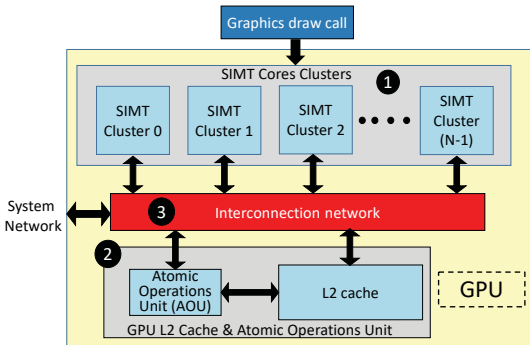 Graphics draw call
SIMT Cores Clusters
1
SIMT
Cluster 0
SIMT
Cluster 1
SIMT
Cluster 2
SIMT
Cluster
(N-1)
System
Network
3
Interconnection network
2
Atomic
Operations
Unit (AOU)
L2 cache
GPU
GPU L2 Cache & Atomic Operations Unit